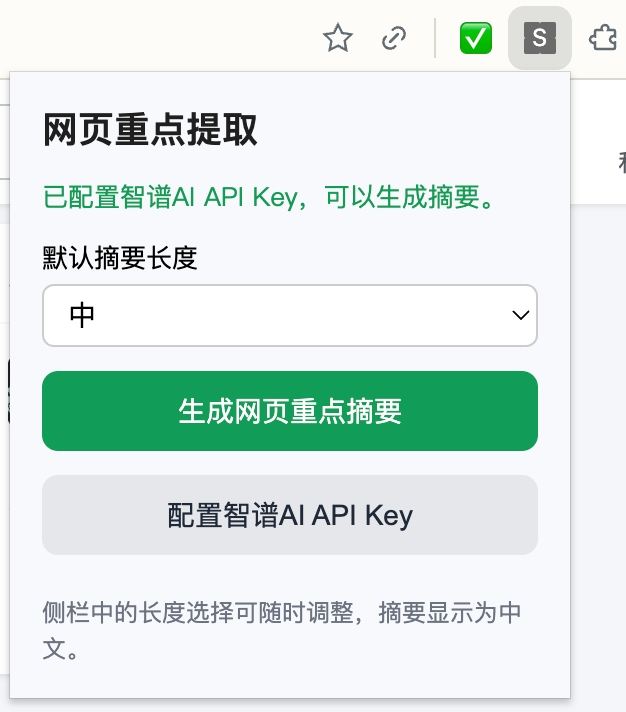 S
网页重点提取
已配置智谱AI API Key，可以生成摘要。
默认摘要长度
中
生成网页重点摘要
配置智谱AI API Key
侧栏中的长度选择可随时调整，摘要显示为中
文。